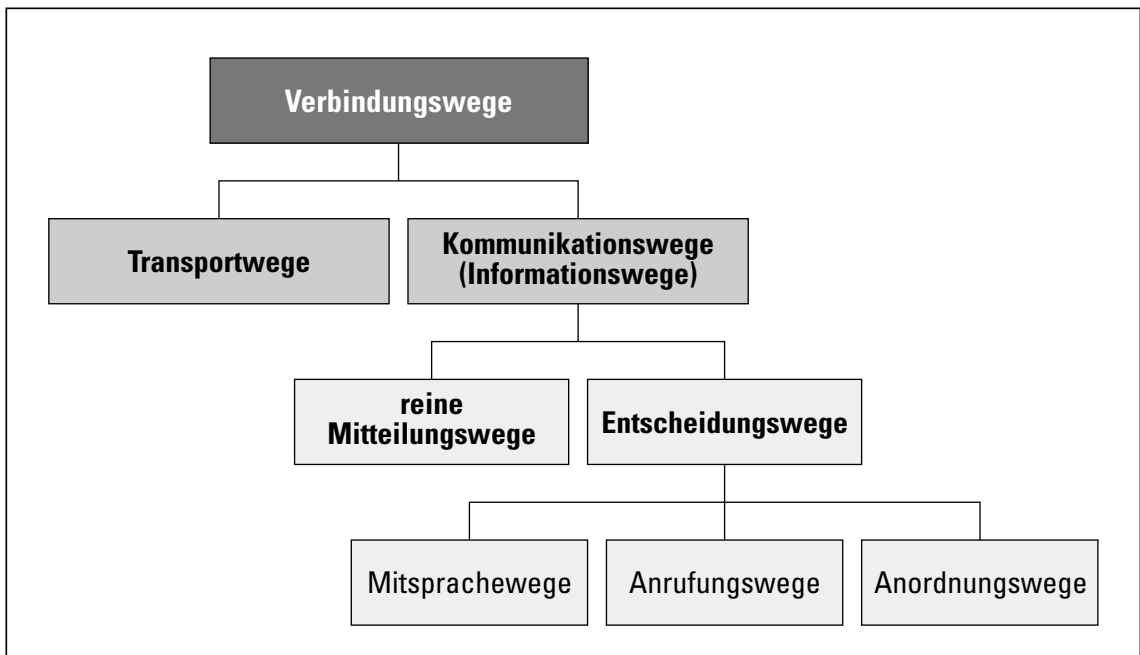 Verbindungswege
Transportwege
Kommunikationswege
(Informationswege)
reine
Mitteilungswege
Entscheidungswege
Mitsprachewege
Anrufungswege
Anordnungswege